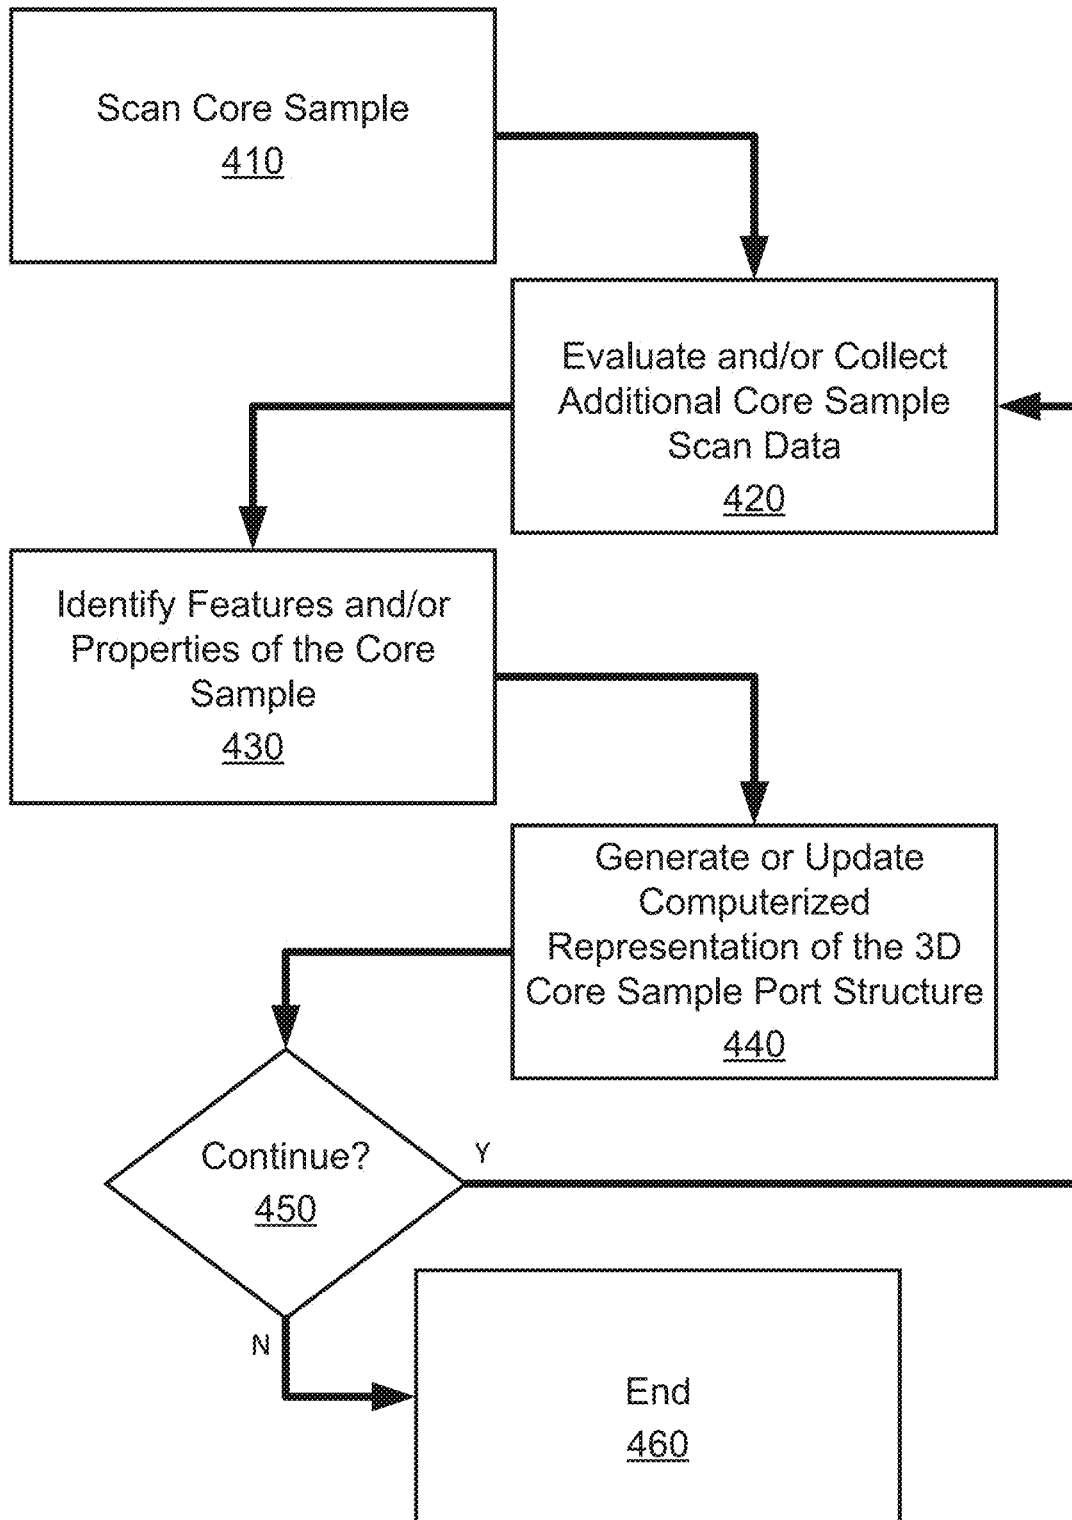 Scan Core Sample
410
Evaluate and/or Collect
Additional Core Sample
Scan Data
420
Identify Features and/or
Properties of the Core
Sample
430
Generate or Update
Computerized
Representation of the 3D
Core Sample Port Structure
440
Continue?
450
Y
N
End
460